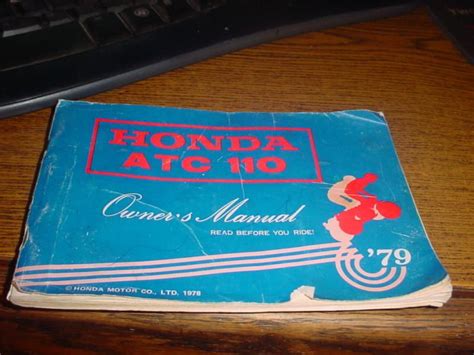 HONDA
ATC 110
Owner's Manual
READ BEFORE YOU RIDE!
'79
© HONDA MOTOR CO., LTD. 1978